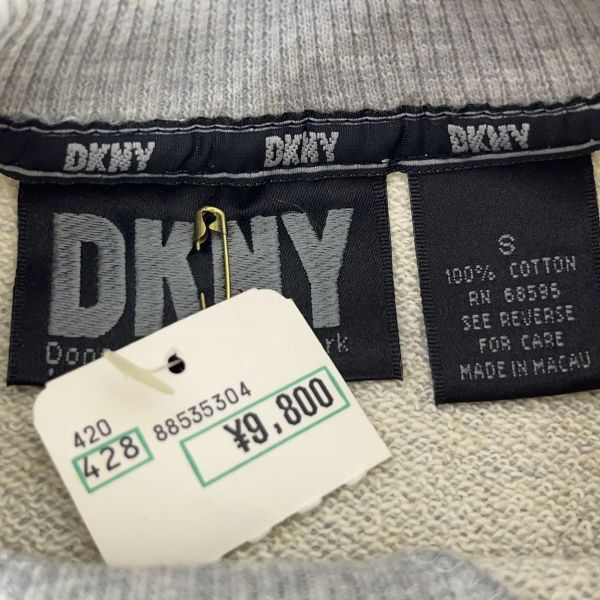 DKNY DKNY DKNY
DKNY
S
100% COTTON
RN 68595
SEE REVERSE
FOR CARE
MADE IN MACAU
420
428 88535304
¥9,800